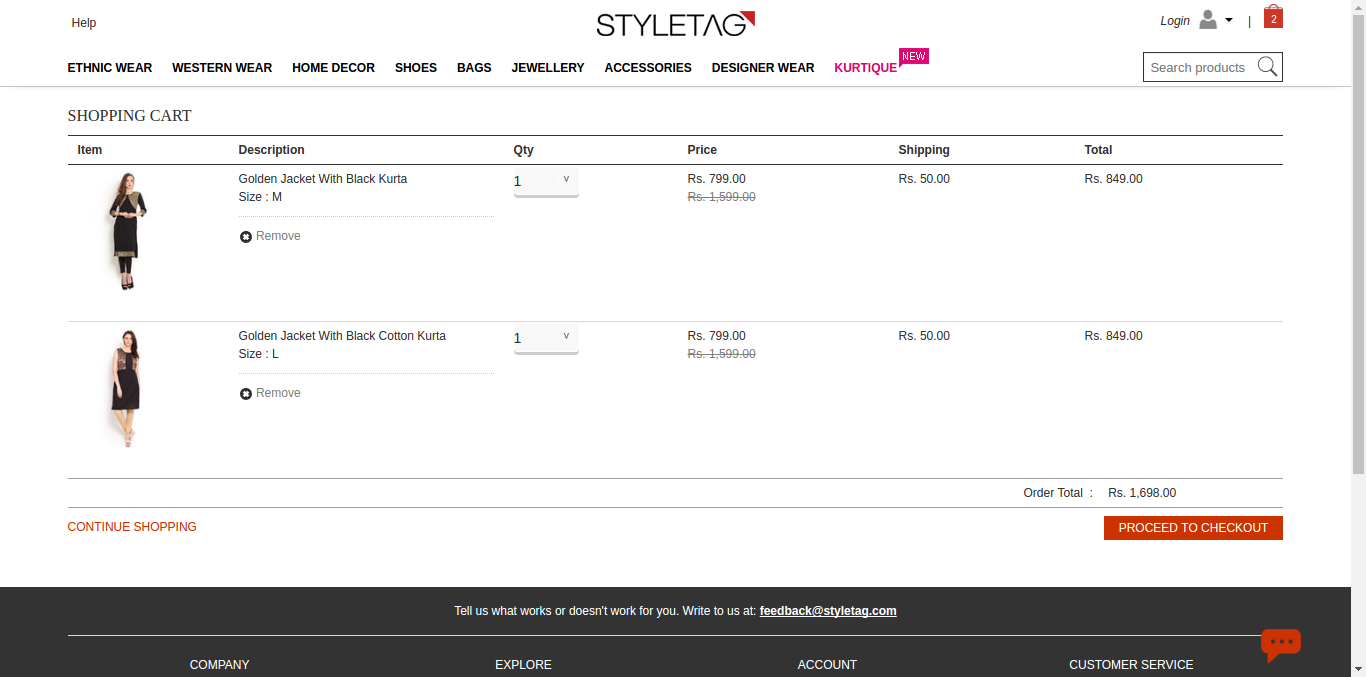 Help
STYLETAG
Login
|
2
ETHNIC WEAR WESTERN WEAR HOME DECOR SHOES BAGS JEWELLERY ACCESSORIES DESIGNER WEAR KURTIQUE NEW
Search products
SHOPPING CART
Item Description Qty Price Shipping Total
Golden Jacket With Black Kurta 1 Rs. 799.00 Rs. 50.00 Rs. 849.00
Size : M Rs. 1,599.00
Remove
Golden Jacket With Black Cotton Kurta 1 Rs. 799.00 Rs. 50.00 Rs. 849.00
Size : L Rs. 1,599.00
Remove
Order Total : Rs. 1,698.00
CONTINUE SHOPPING PROCEED TO CHECKOUT
Tell us what works or doesn't work for you. Write to us at: feedback@styletag.com
COMPANY EXPLORE ACCOUNT CUSTOMER SERVICE